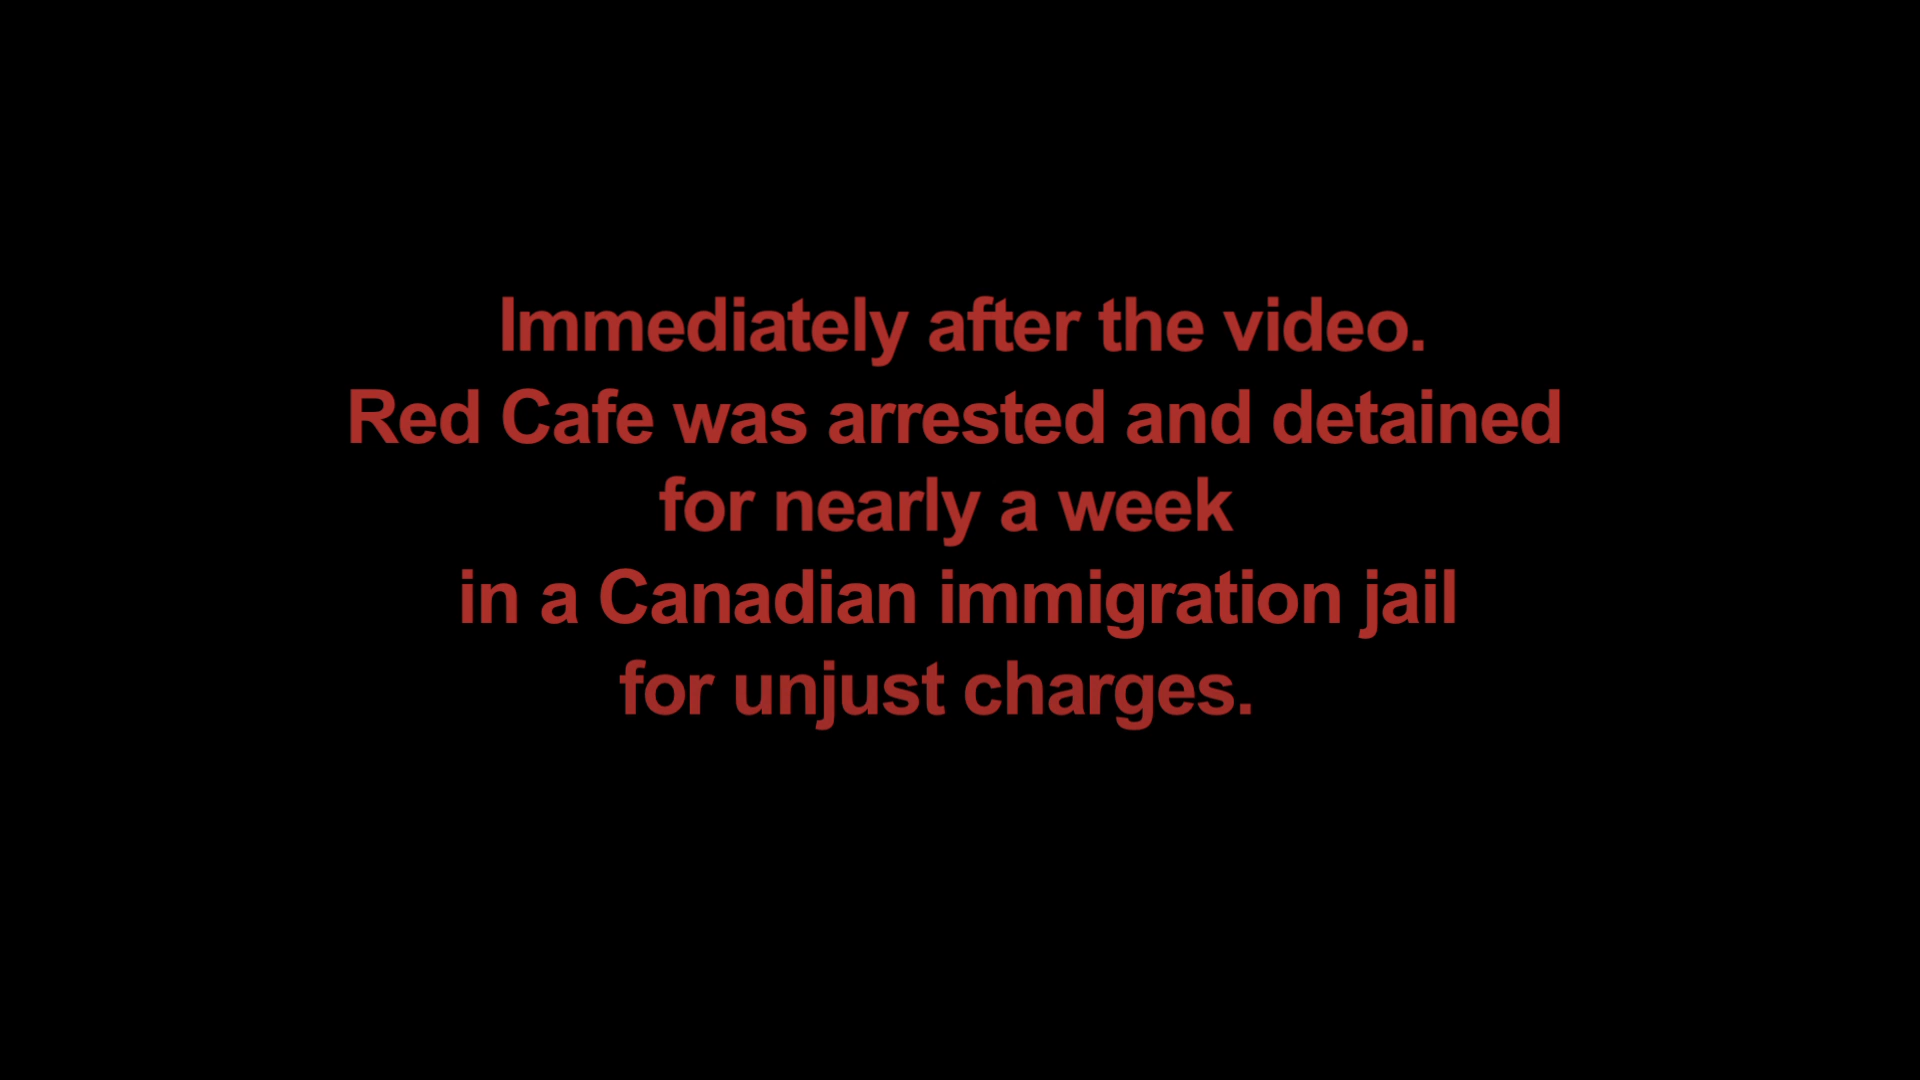 Immediately after the video.
Red Cafe was arrested and detained
for nearly a week
in a Canadian immigration jail
for unjust charges.